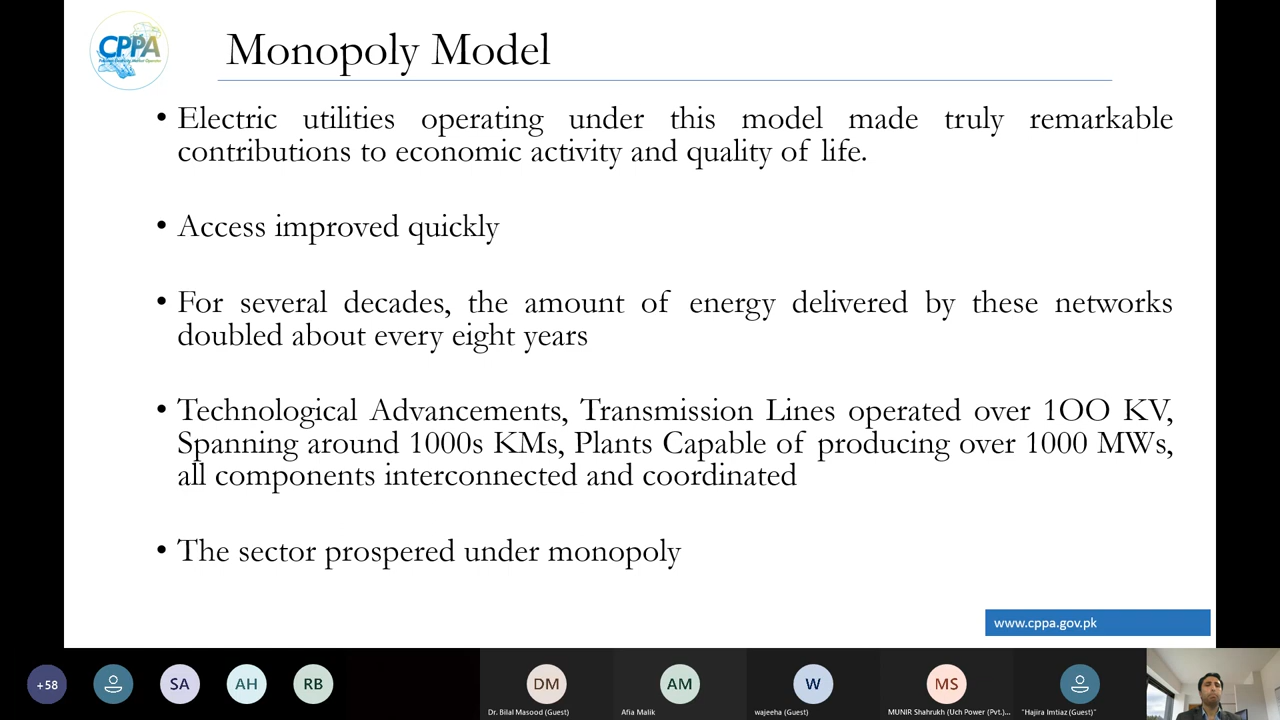 CPPA
Monopoly Model
• Electric utilities operating under this model made truly remarkable
contributions to economic activity and quality of life.
• Access improved quickly
• For several decades, the amount of energy delivered by these networks
doubled about every eight years
• Technological Advancements, Transmission Lines operated over 1OO KV,
Spanning around 1000s KMs, Plants Capable of producing over 1000 MWs,
all components interconnected and coordinated
• The sector prospered under monopoly
www.cppa.gov.pk
+58 SA AH RB DM AM W MS
Dr. Bilal Masood (Guest) Afia Malik wajeeha (Guest) MUNIR Shahrukh (Uch Power (Pvt.)... "Hajira Imtiaz (Guest)"